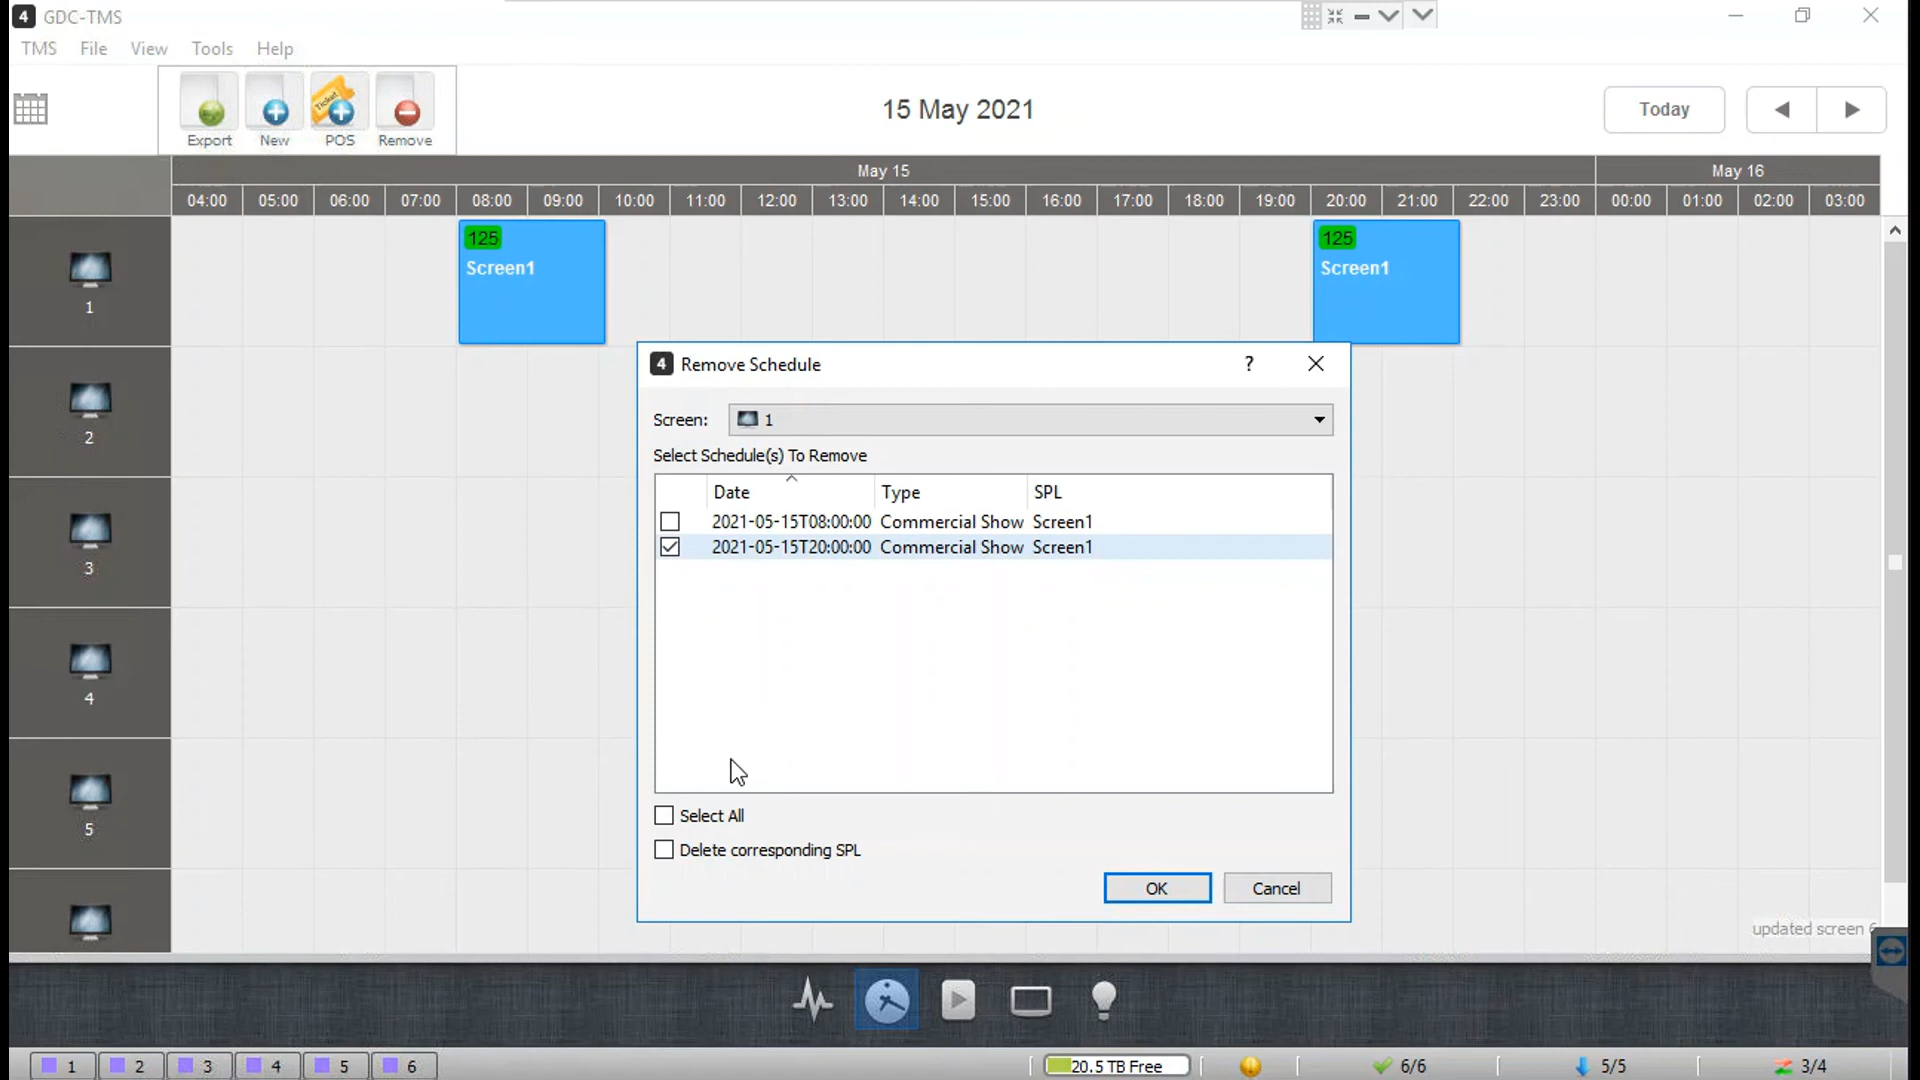 4 GDC-TMS
TMS File View Tools Help
Export New POS Remove
15 May 2021
Today
May 15 May 16
04:00 05:00 06:00 07:00 08:00 09:00 10:00 11:00 12:00 13:00 14:00 15:00 16:00 17:00 18:00 19:00 20:00 21:00 22:00 23:00 00:00 01:00 02:00 03:00
1
125
Screen1
125
Screen1
2
3
4
5
4 Remove Schedule ?
Screen: 1
Select Schedule(s) To Remove
Date Type SPL
2021-05-15T08:00:00 Commercial Show Screen1
2021-05-15T20:00:00 Commercial Show Screen1
Select All
Delete corresponding SPL
OK Cancel
updated screen 6
1 2 3 4 5 6 20.5 TB Free 6/6 5/5 3/4